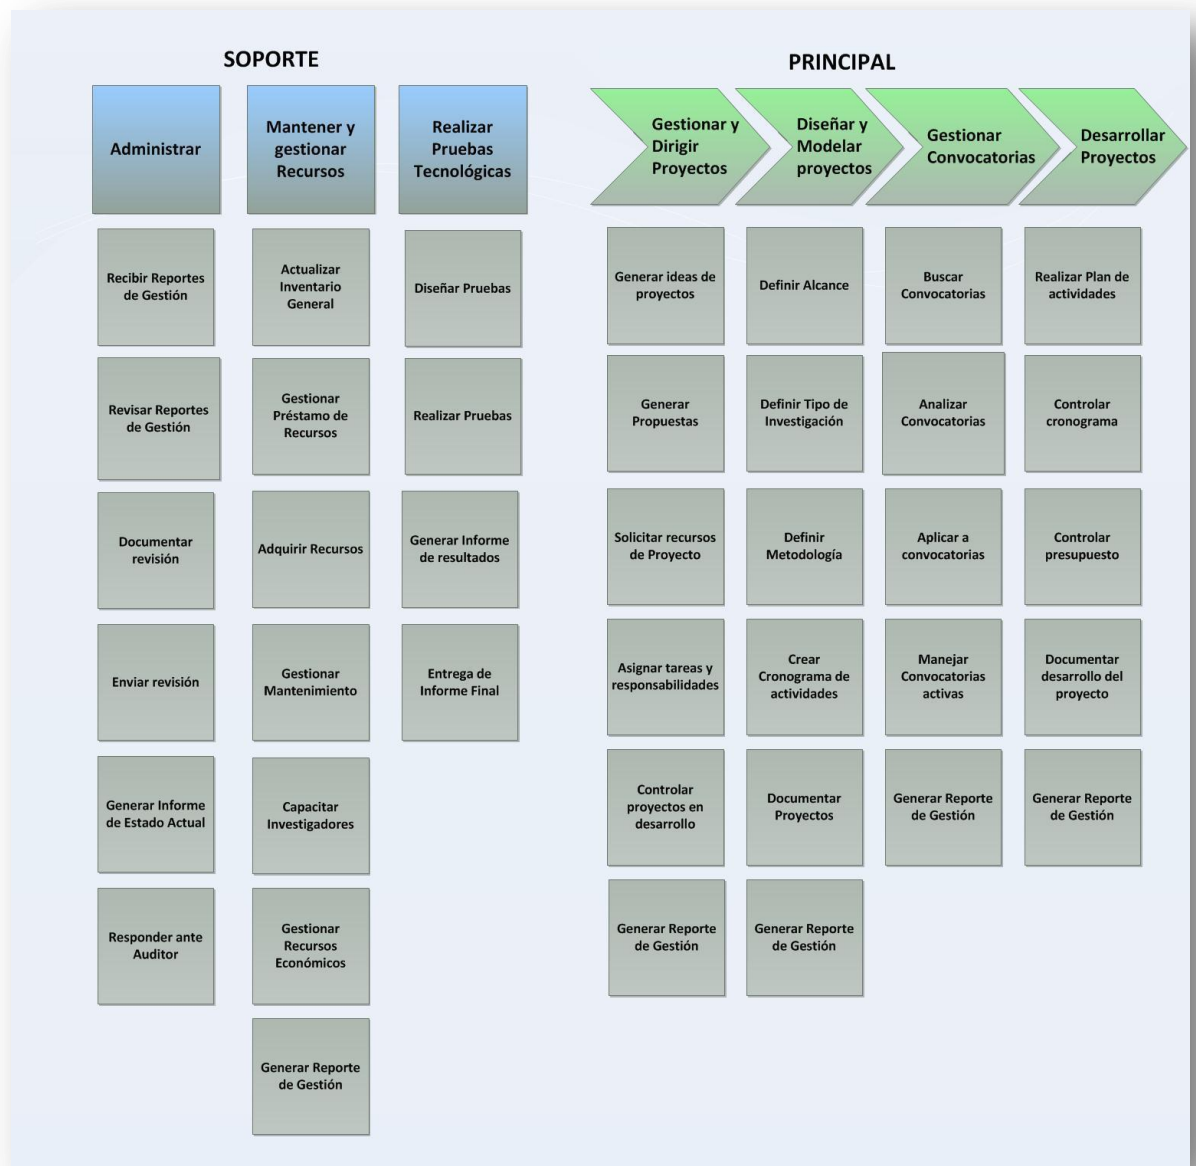 SOPORTE
Administrar
Recibir Reportes
de Gestión
Revisar Reportes
de Gestión
Documentar
revisión
Enviar revisión
Generar Informe
de Estado Actual
Responder ante
Auditor
Mantener y
gestionar
Recursos
Actualizar
Inventario
General
Gestionar
Préstamo de
Recursos
Adquirir Recursos
Gestionar
Mantenimiento
Capacitar
Investigadores
Gestionar
Recursos
Económicos
Generar Reporte
de Gestión
Realizar
Pruebas
Tecnológicas
Diseñar Pruebas
Realizar Pruebas
Generar Informe
de resultados
Entrega de
Informe Final
PRINCIPAL
Gestionar y
Dirigir
Proyectos
Generar ideas de
proyectos
Generar
Propuestas
Solicitar recursos
de Proyecto
Asignar tareas y
responsabilidades
Controlar
proyectos en
desarrollo
Generar Reporte
de Gestión
Diseñar y
Modelar
proyectos
Definir Alcance
Definir Tipo de
Investigación
Definir
Metodología
Crear
Cronograma de
actividades
Documentar
Proyectos
Generar Reporte
de Gestión
Gestionar
Convocatorias
Buscar
Convocatorias
Analizar
Convocatorias
Aplicar a
convocatorias
Manejar
Convocatorias
activas
Generar Reporte
de Gestión
Desarrollar
Proyectos
Realizar Plan de
actividades
Controlar
cronograma
Controlar
presupuesto
Documentar
desarrollo del
proyecto
Generar Reporte
de Gestión